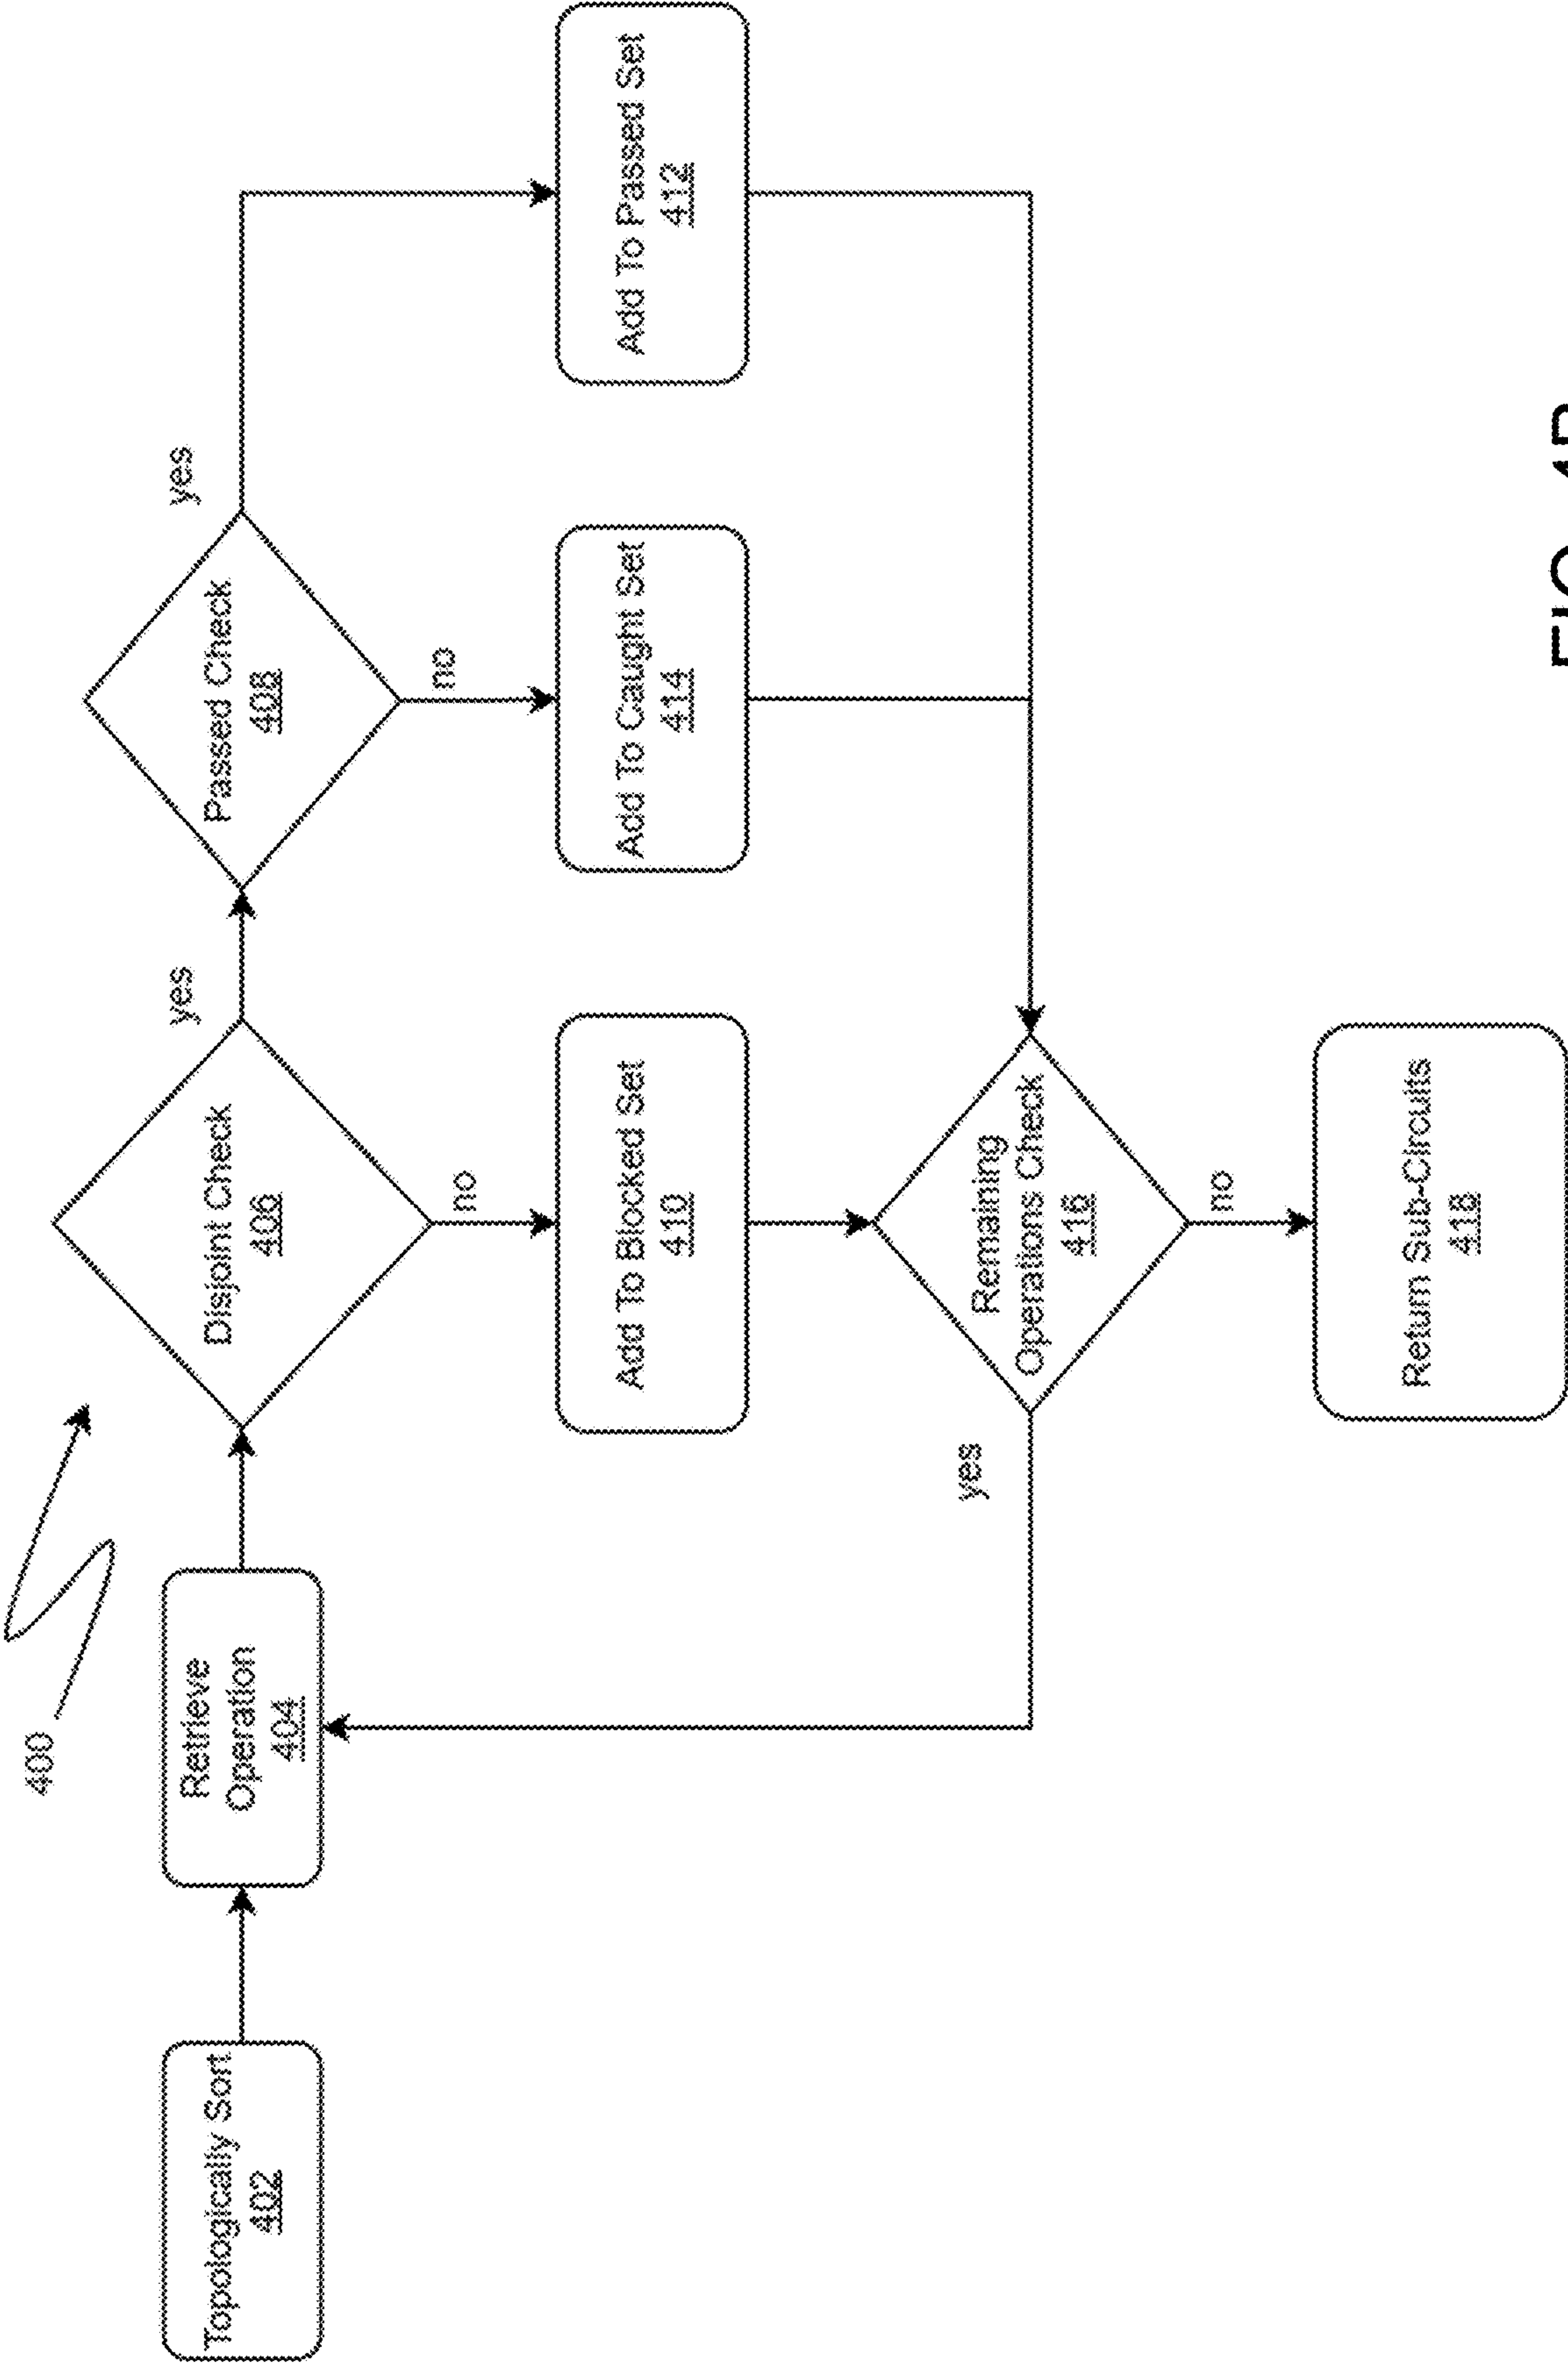 400
Topologically Sort
402
Retrieve
Operation
404
Disjoint Check
406
yes
Passed Check
408
yes
no
Add To Blocked Set
410
no
Add To Caught Set
414
Add To Passed Set
412
Remaining
Operations Check
416
yes
no
Return Sub-Circuits
418